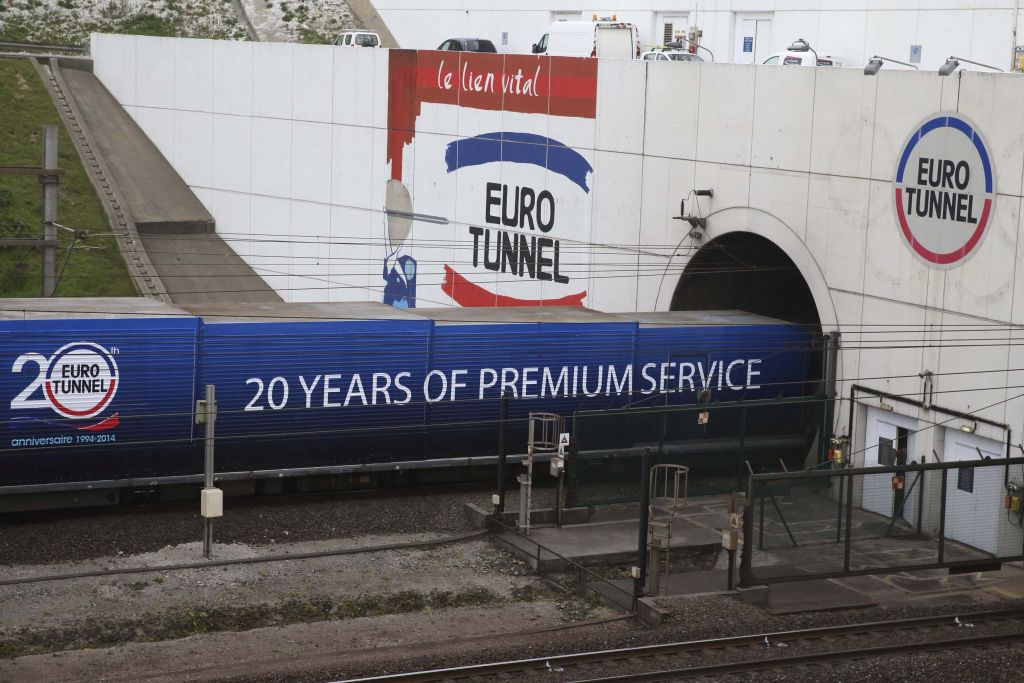 le lien vital
EURO
TUNNEL
EURO
TUNNEL
20th
EURO
TUNNEL
anniversaire 1994-2014
20 YEARS OF PREMIUM SERVICE